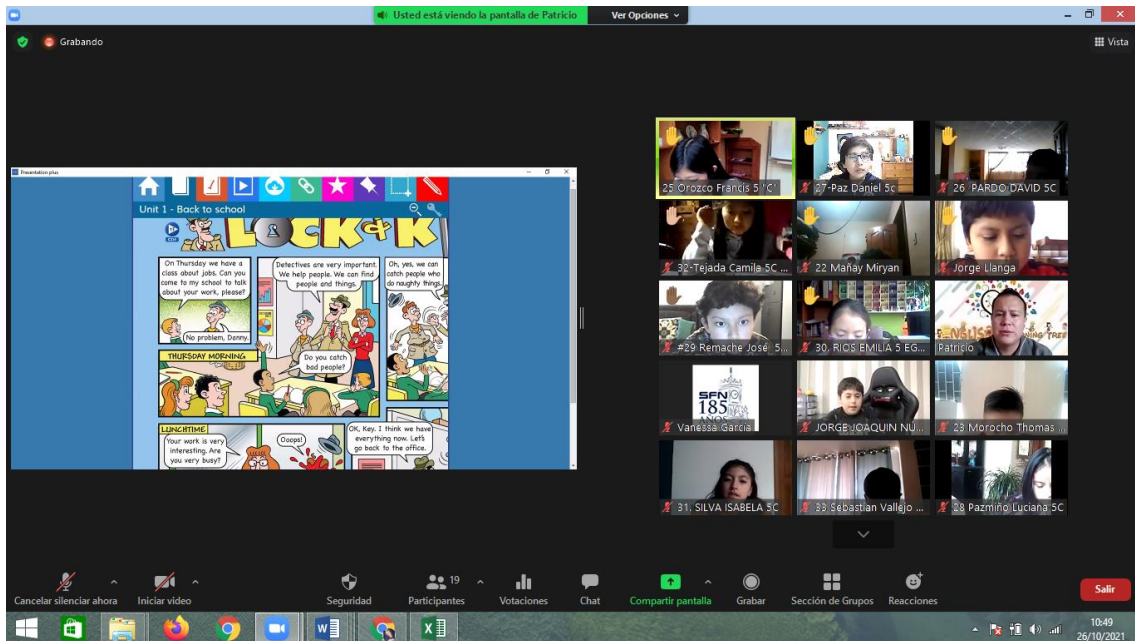 Usted está viendo la pantalla de Patricio
Ver Opciones
Grabando
Vista
Presentation plus
Unit 1 - Back to school
LOCK & K
On Thursday we have a
class about jobs. Can you
come to my school to talk
about your work, please?
No problem, Danny.
Detectives are very important.
We help people. We can find
people and things.
Oh, yes, we can
catch people who
do naughty things.
THURSDAY MORNING
Do you catch
bad people?
LUNCHTIME
Your work is very
interesting. Are
you very busy?
Ooops!
OK, Key. I think we have
everything now. Let's
go back to the office.
25 Orozco Francis 5 "C"
27-Paz Daniel 5c
26 PARDO DAVID 5C
32-Tejada Camila 5C ...
22 Mañay Miryan
Jorge Llanga
#29 Remache José 5...
30. RIOS EMILIA 5 EG...
Patricio
SFN
185
AÑOS
Vanessa Garcia
JORGE JOAQUIN NÚ...
23 Morocho Thomas ...
31. SILVA ISABELA 5C
33 Sebastian Vallejo ...
28 Pazmiño Luciana 5C
Cancelar silenciar ahora
Iniciar video
Seguridad
19
Participantes
Votaciones
Chat
Compartir pantalla
Grabar
Sección de Grupos
Reacciones
Salir
10:49
26/10/2021